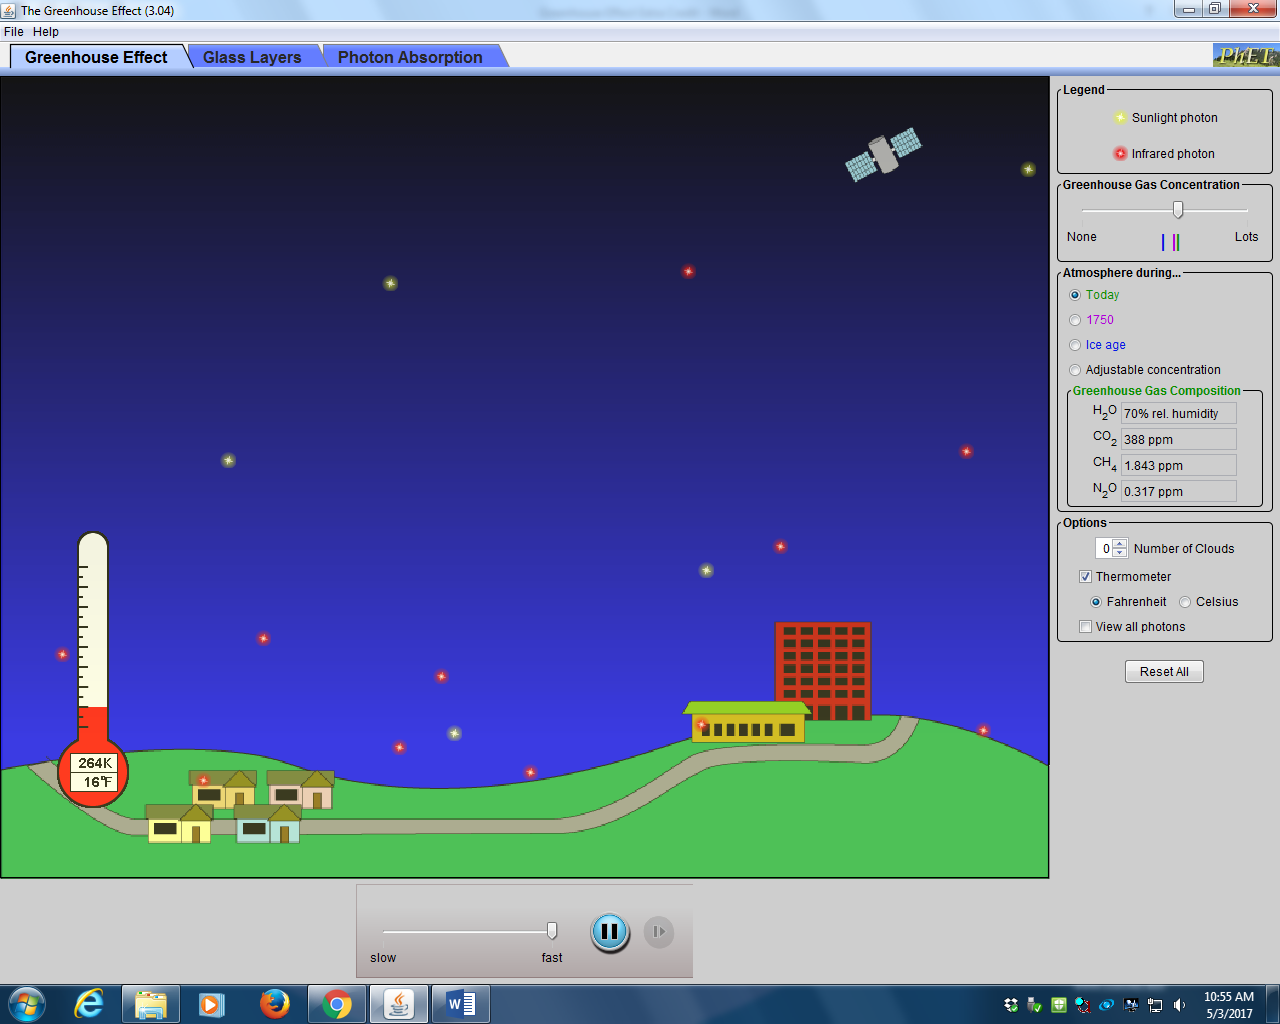 The Greenhouse Effect (3.04)
File Help
Greenhouse Effect
Glass Layers
Photon Absorption
PhET
Legend
Sunlight photon
Infrared photon
Greenhouse Gas Concentration
None
Lots
Atmosphere during...
Today
1750
Ice age
Adjustable concentration
Greenhouse Gas Composition
H2O 70% rel. humidity
CO2 388 ppm
CH4 1.843 ppm
N2O 0.317 ppm
Options
0 Number of Clouds
Thermometer
Fahrenheit Celsius
View all photons
Reset All
264K
16°F
slow
fast
10:55 AM
5/3/2017